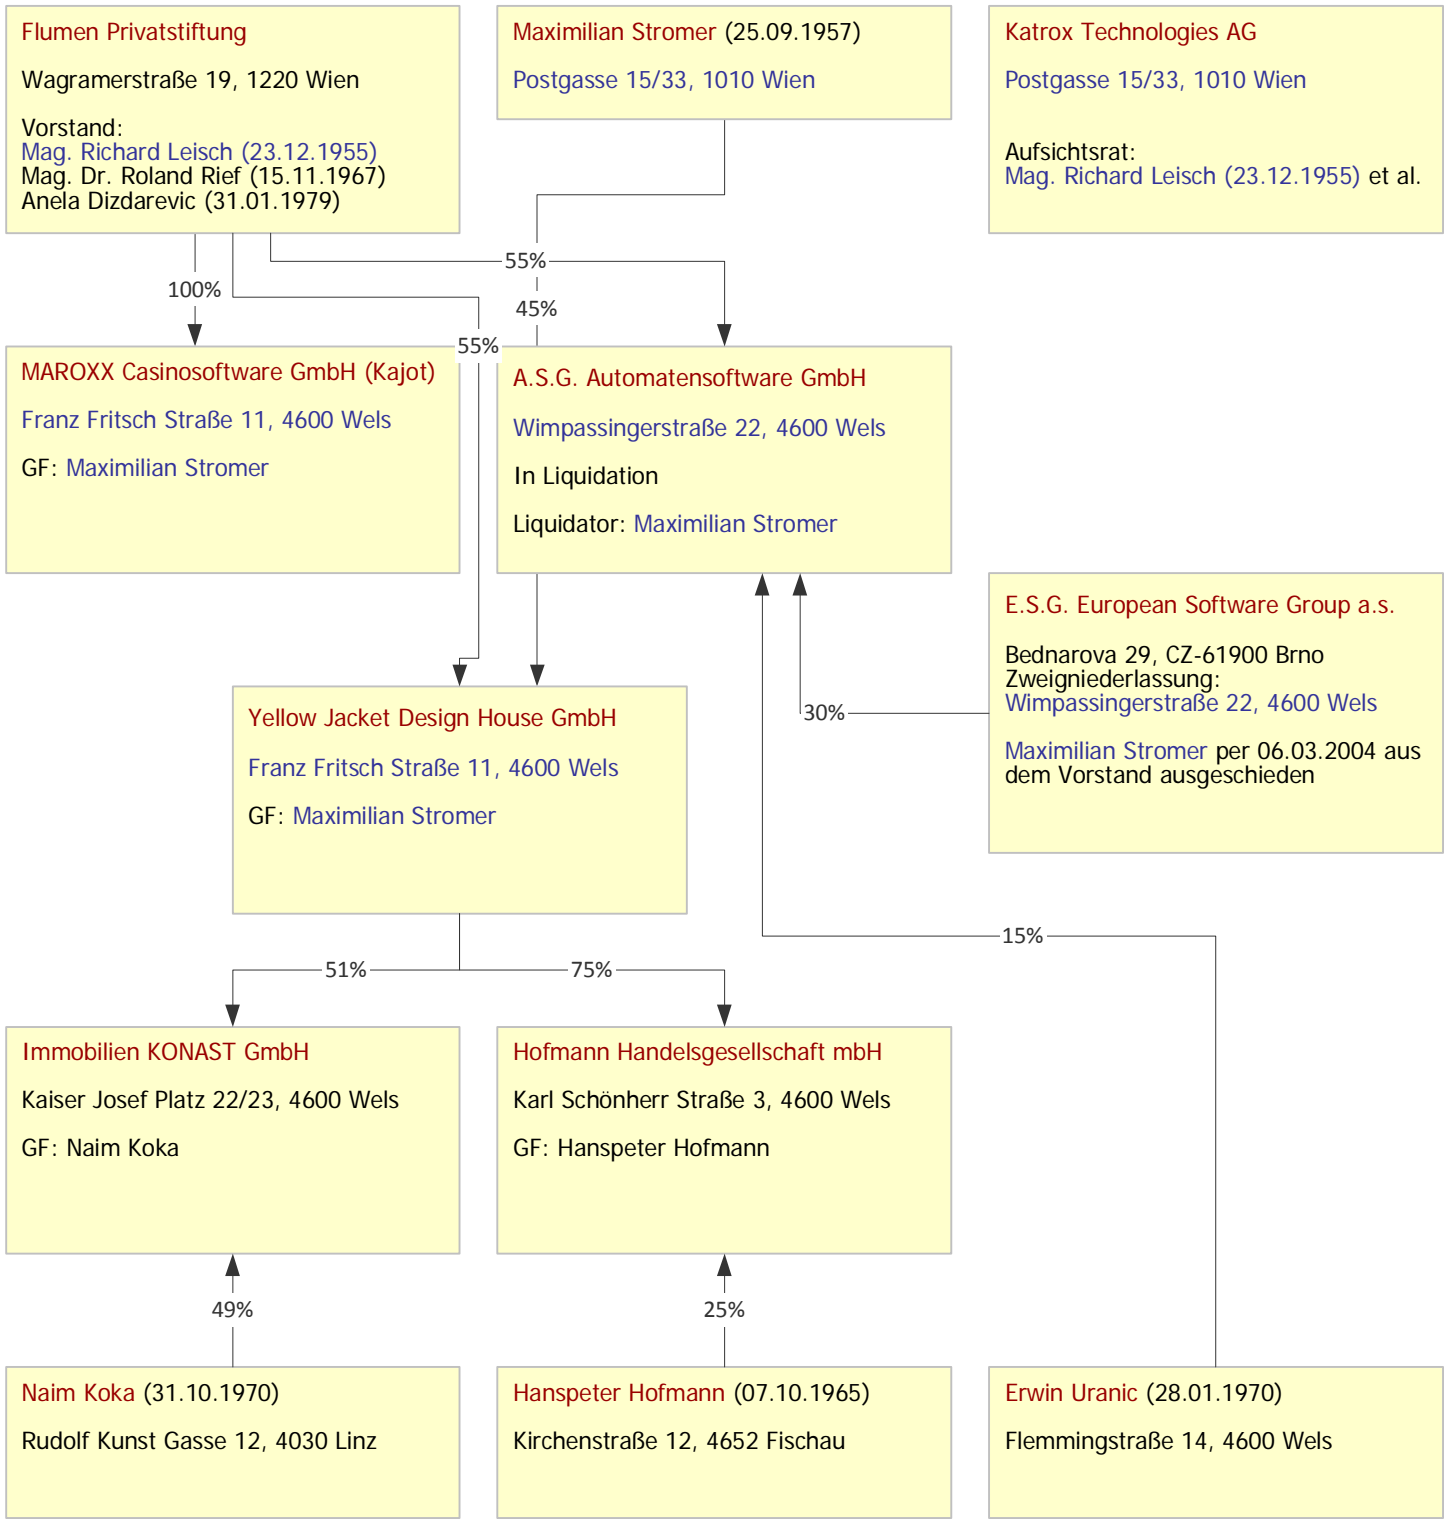 Flumen Privatstiftung
Wagramerstraße 19, 1220 Wien
Vorstand:
Mag. Richard Leisch (23.12.1955)
Mag. Dr. Roland Rief (15.11.1967)
Anela Dizdarevic (31.01.1979)
Maximilian Stromer (25.09.1957)
Postgasse 15/33, 1010 Wien
Katrox Technologies AG
Postgasse 15/33, 1010 Wien
Aufsichtsrat:
Mag. Richard Leisch (23.12.1955) et al.
55%
100%
45%
55%
MAROXX Casinosoftware GmbH (Kajot)
Franz Fritsch Straße 11, 4600 Wels
GF: Maximilian Stromer
A.S.G. Automatensoftware GmbH
Wimpassingerstraße 22, 4600 Wels
In Liquidation
Liquidator: Maximilian Stromer
E.S.G. European Software Group a.s.
Bednarova 29, CZ-61900 Brno
Zweigniederlassung:
Wimpassingerstraße 22, 4600 Wels
Maximilian Stromer per 06.03.2004 aus
dem Vorstand ausgeschieden
30%
Yellow Jacket Design House GmbH
Franz Fritsch Straße 11, 4600 Wels
GF: Maximilian Stromer
15%
51%
75%
Immobilien KONAST GmbH
Kaiser Josef Platz 22/23, 4600 Wels
GF: Naim Koka
Hofmann Handelsgesellschaft mbH
Karl Schönherr Straße 3, 4600 Wels
GF: Hanspeter Hofmann
49%
25%
Naim Koka (31.10.1970)
Rudolf Kunst Gasse 12, 4030 Linz
Hanspeter Hofmann (07.10.1965)
Kirchenstraße 12, 4652 Fischau
Erwin Uranic (28.01.1970)
Flemmingstraße 14, 4600 Wels